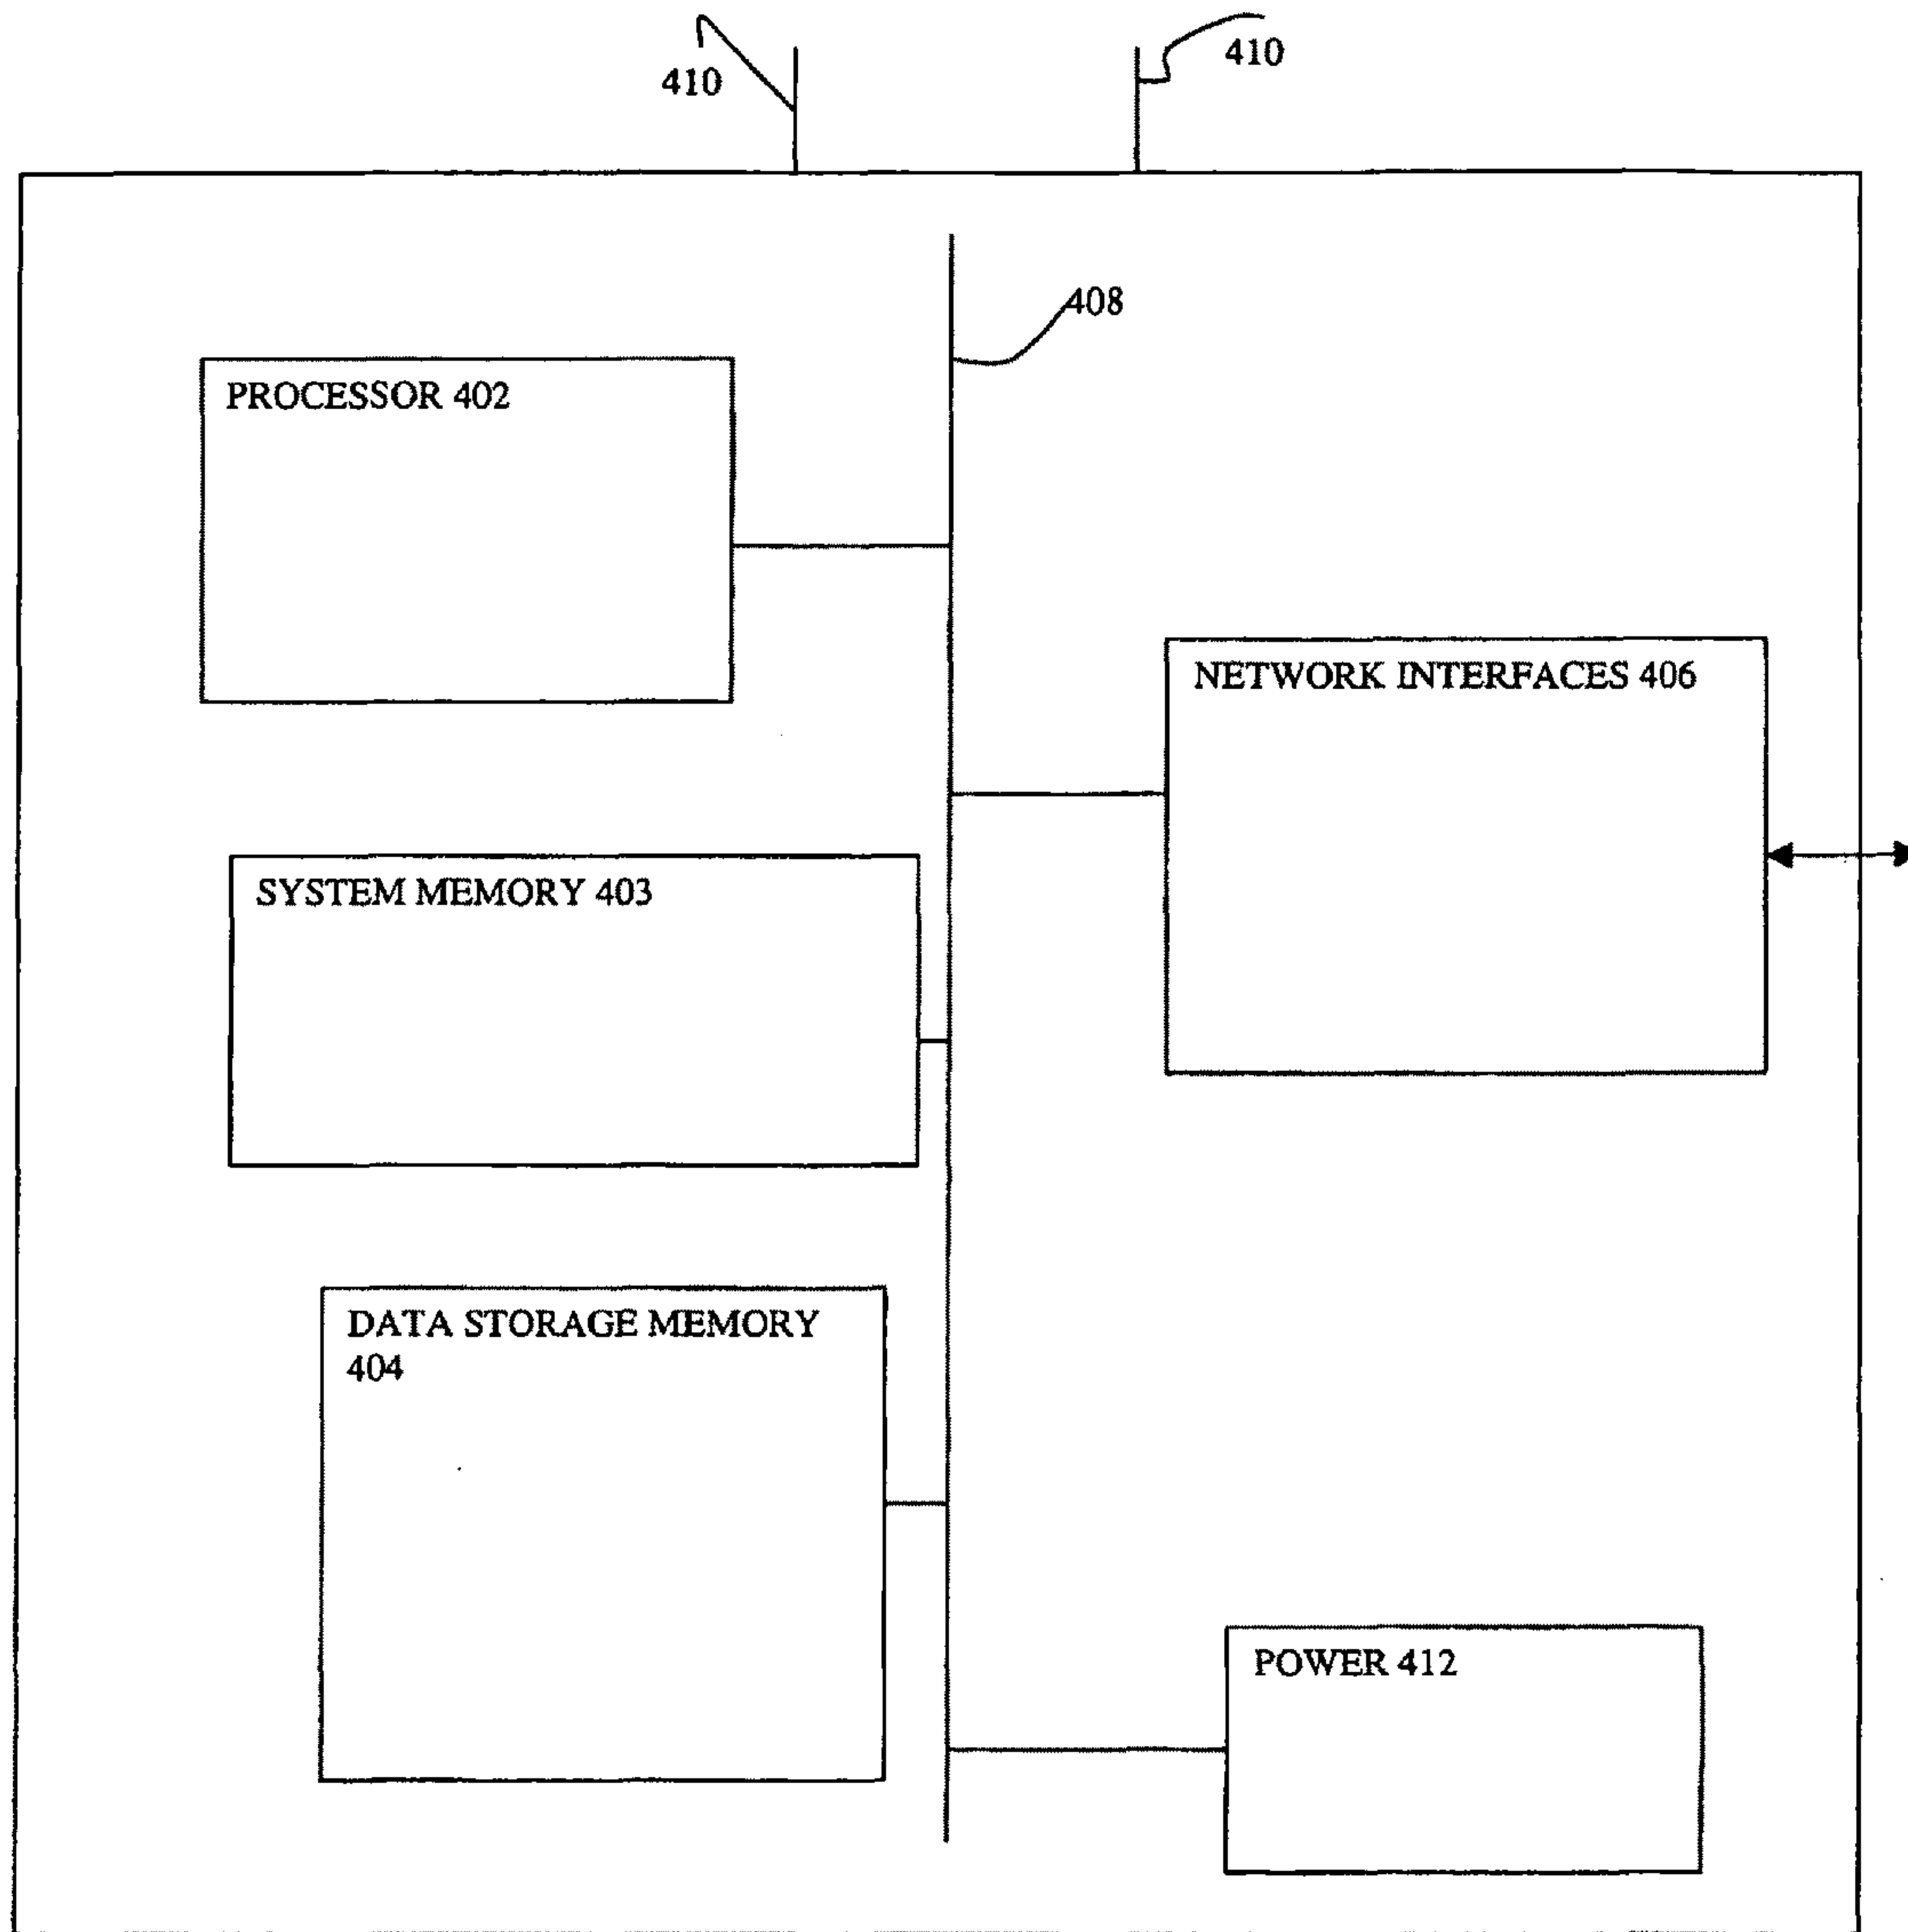 410
410
408
PROCESSOR 402
NETWORK INTERFACES 406
SYSTEM MEMORY 403
DATA STORAGE MEMORY
404
POWER 412